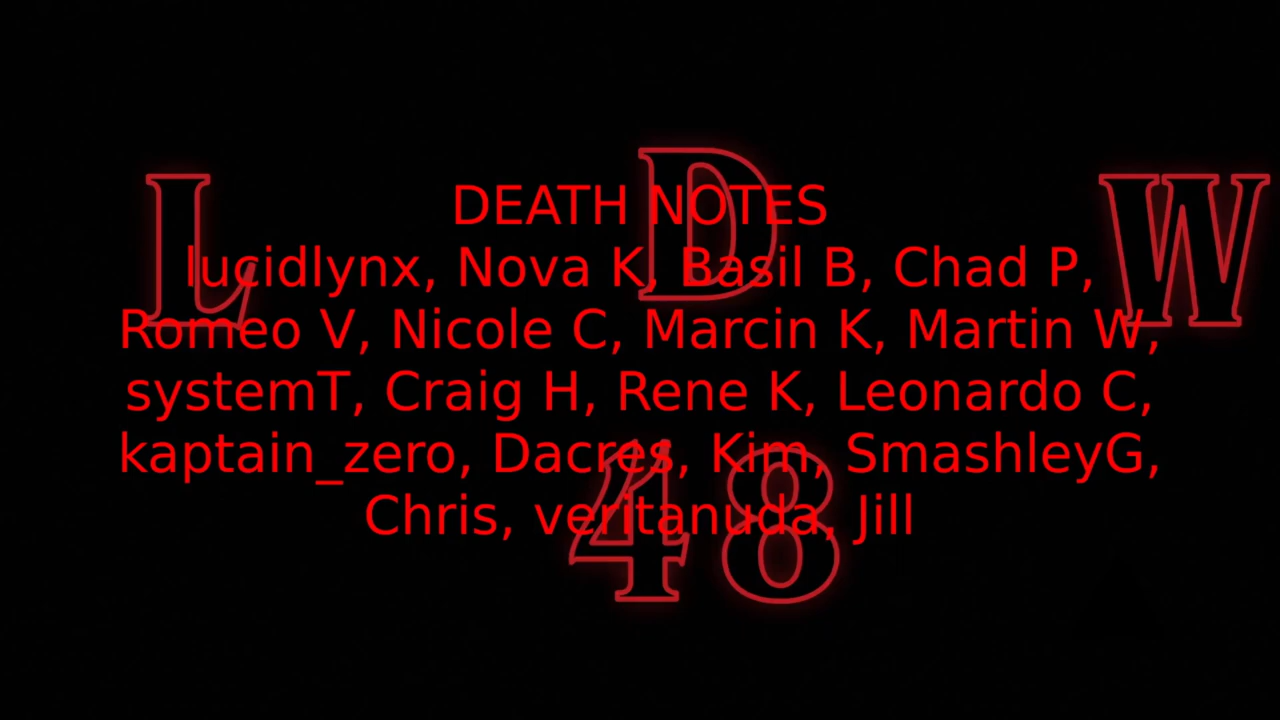 DEATH NOTES
lucidlynx, Nova K, Basil B, Chad P,
Romeo V, Nicole C, Marcin K, Martin W,
systemT, Craig H, Rene K, Leonardo C,
kaptain_zero, Dacres, Kim, SmashleyG,
Chris, veritanuda, Jill
L D W
48